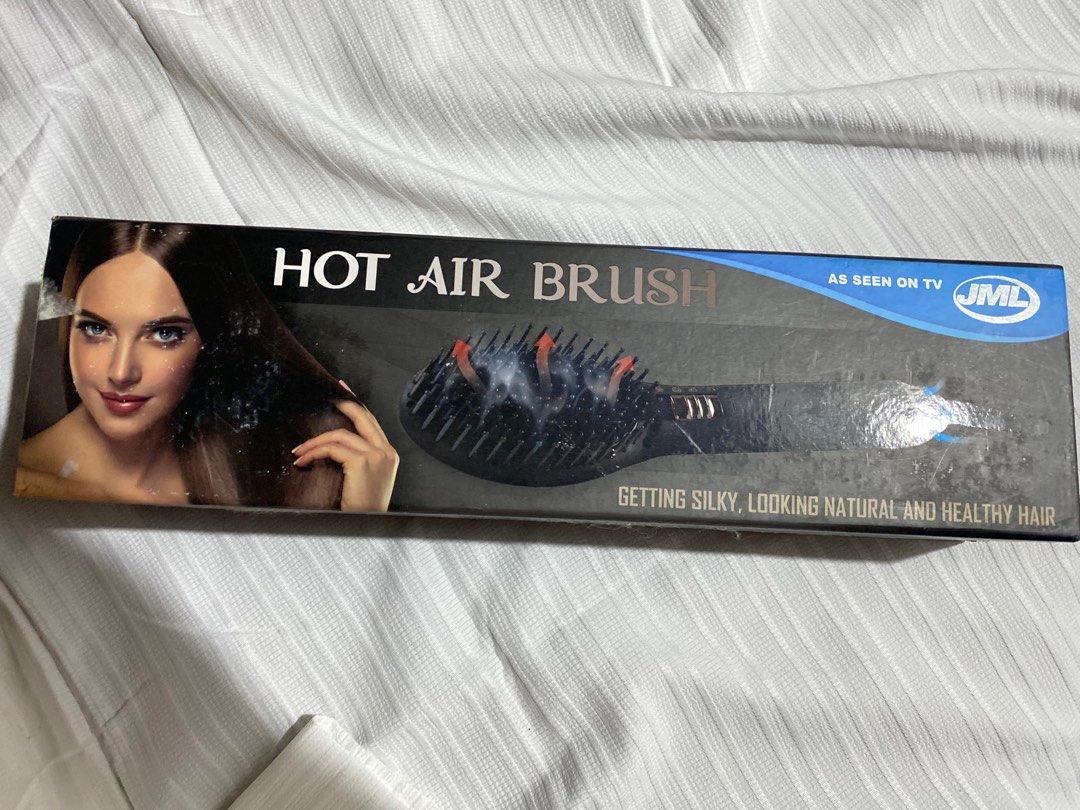 HOT AIR BRUSH
AS SEEN ON TV
JML
GETTING SILKY, LOOKING NATURAL AND HEALTHY HAIR